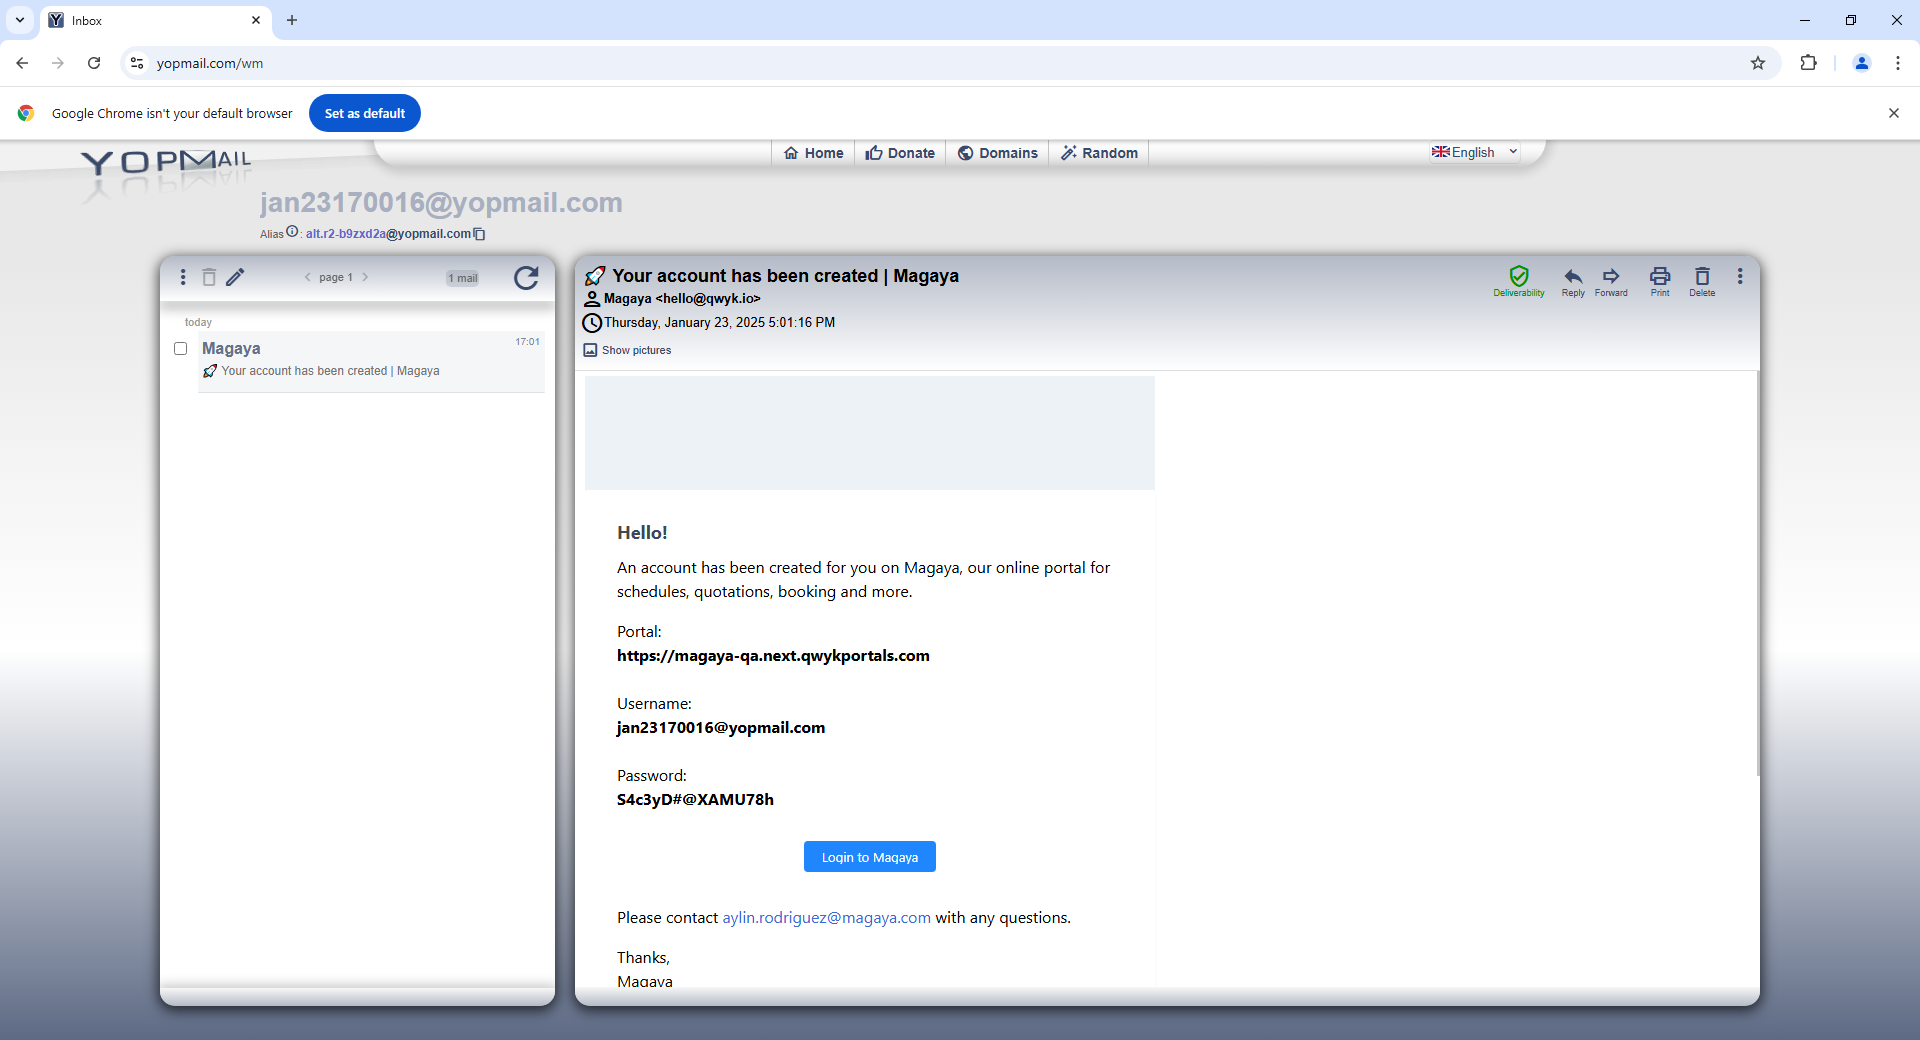 Inbox
yopmail.com/wm
Google Chrome isn't your default browser
Set as default
YOPMAIL
Home
Donate
Domains
Random
English
jan23170016@yopmail.com
Alias : alt.r2-b9zxd2a@yopmail.com
page 1
1 mail
today
Magaya
17:01
🚀 Your account has been created | Magaya
🚀 Your account has been created | Magaya
Magaya <hello@qwyk.io>
Thursday, January 23, 2025 5:01:16 PM
Show pictures
Deliverability
Reply
Forward
Print
Delete
Hello!
An account has been created for you on Magaya, our online portal for
schedules, quotations, booking and more.
Portal:
https://magaya-qa.next.qwykportals.com
Username:
jan23170016@yopmail.com
Password:
S4c3yD#@XAMU78h
Login to Magaya
Please contact aylin.rodriguez@magaya.com with any questions.
Thanks,
Magaya